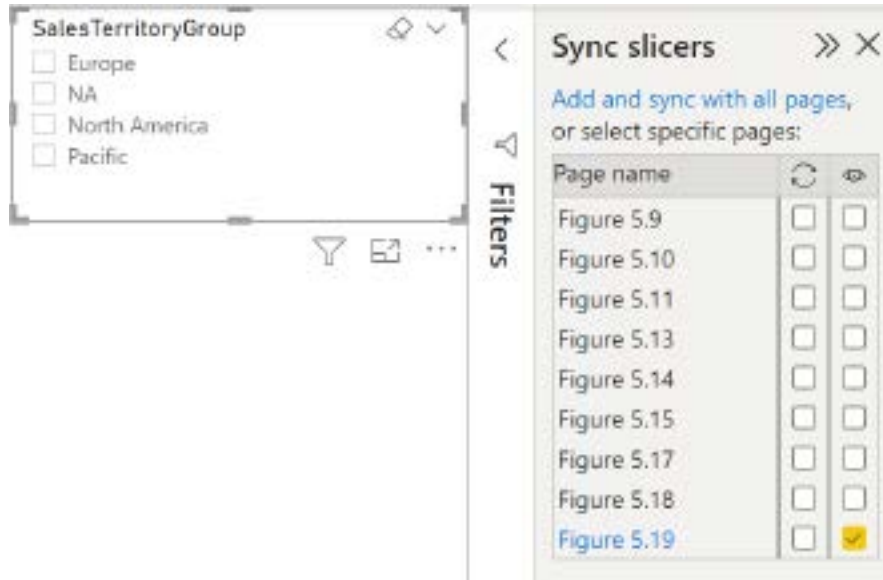 SalesTerritoryGroup
Europe
NA
North America
Pacific
Filters
Sync slicers
Add and sync with all pages,
or select specific pages:
Page name
Figure 5.9
Figure 5.10
Figure 5.11
Figure 5.13
Figure 5.14
Figure 5.15
Figure 5.17
Figure 5.18
Figure 5.19